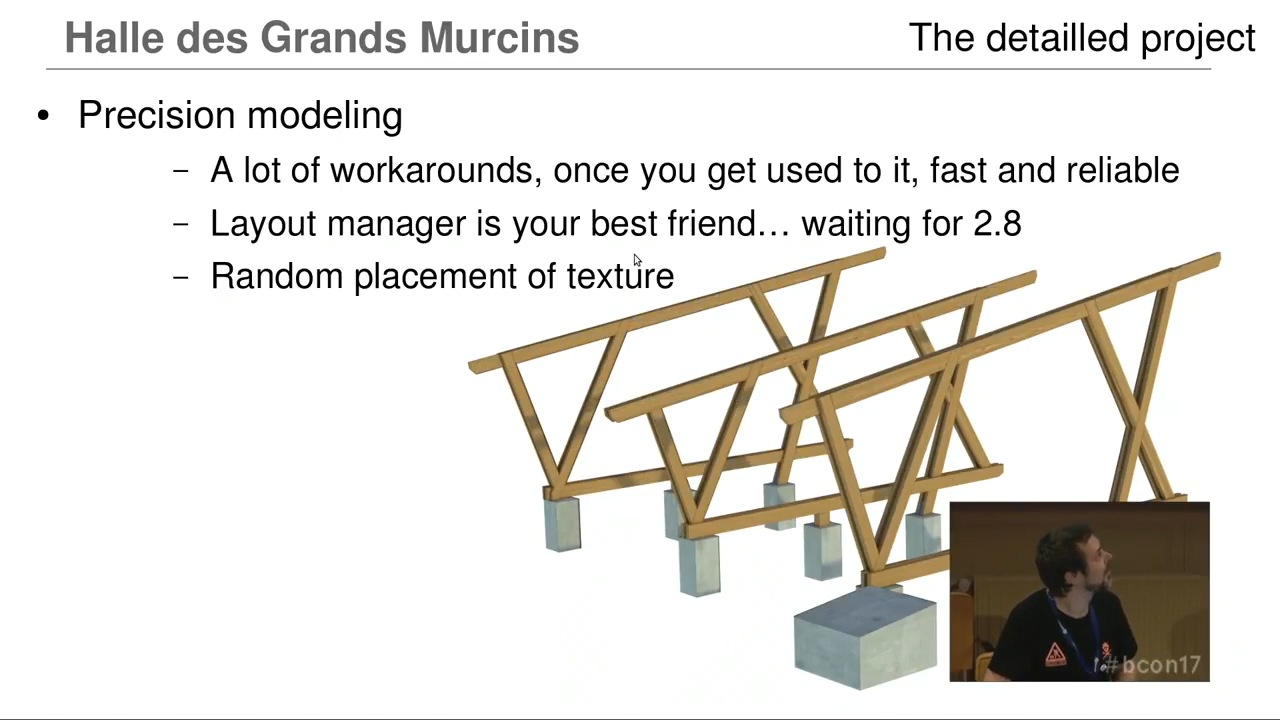 Halle des Grands Murcins
The detailled project
• Precision modeling
– A lot of workarounds, once you get used to it, fast and reliable
– Layout manager is your best friend… waiting for 2.8
– Random placement of texture
#bcon17